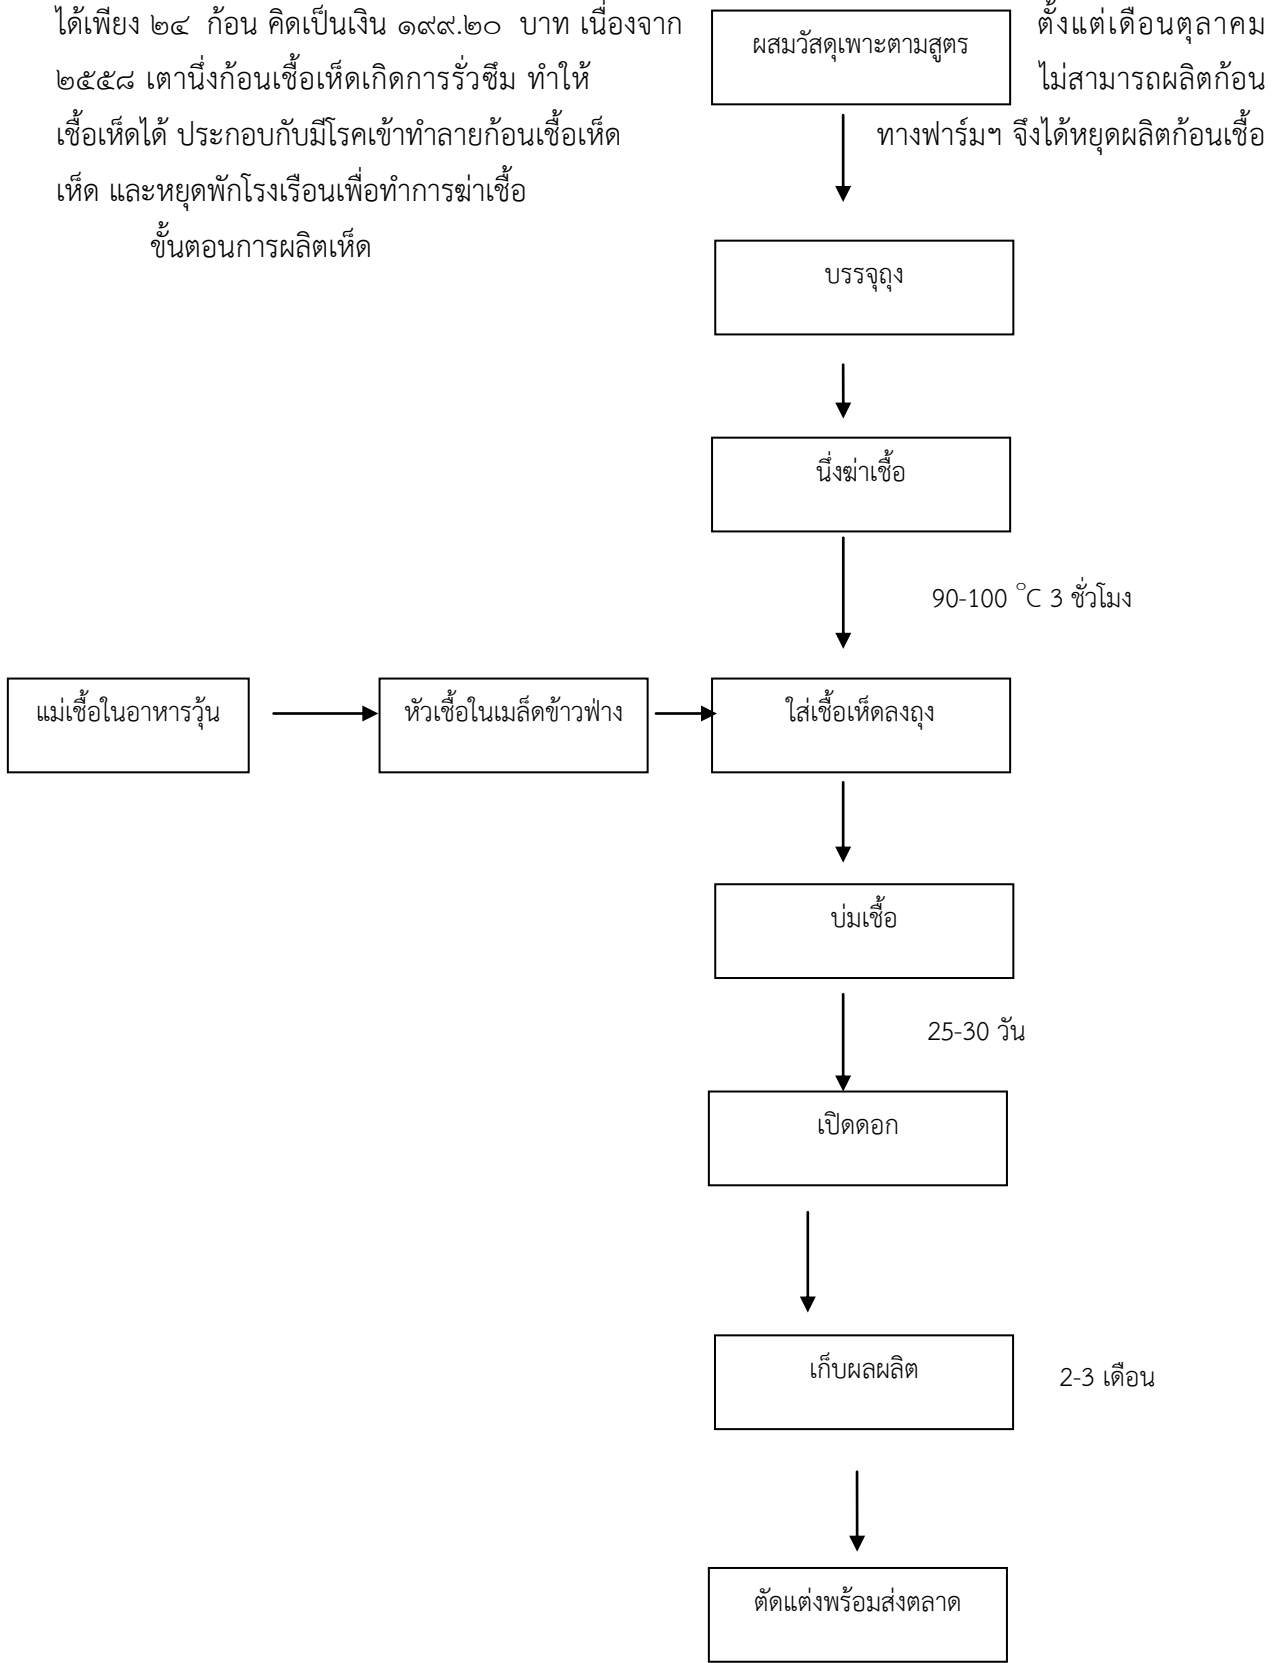 ได้เพียง ๒๔ ก้อน คิดเป็นเงิน ๑๙๙.๒๐ บาท เนื่องจาก ตั้งแต่เดือนตุลาคม
๒๕๕๘ เตานึ่งก้อนเชื้อเห็ดเกิดการรั่วซึม ทำให้ ไม่สามารถผลิตก้อน
เชื้อเห็ดได้ ประกอบกับมีโรคเข้าทำลายก้อนเชื้อเห็ด ทางฟาร์มฯ จึงได้หยุดผลิตก้อนเชื้อ
เห็ด และหยุดพักโรงเรือนเพื่อทำการฆ่าเชื้อ
ขั้นตอนการผลิตเห็ด
ผสมวัสดุเพาะตามสูตร
บรรจุถุง
นึ่งฆ่าเชื้อ
90-100 °C 3 ชั่วโมง
แม่เชื้อในอาหารวุ้น
หัวเชื้อในเมล็ดข้าวฟ่าง
ใส่เชื้อเห็ดลงถุง
บ่มเชื้อ
25-30 วัน
เปิดดอก
เก็บผลผลิต
2-3 เดือน
ตัดแต่งพร้อมส่งตลาด